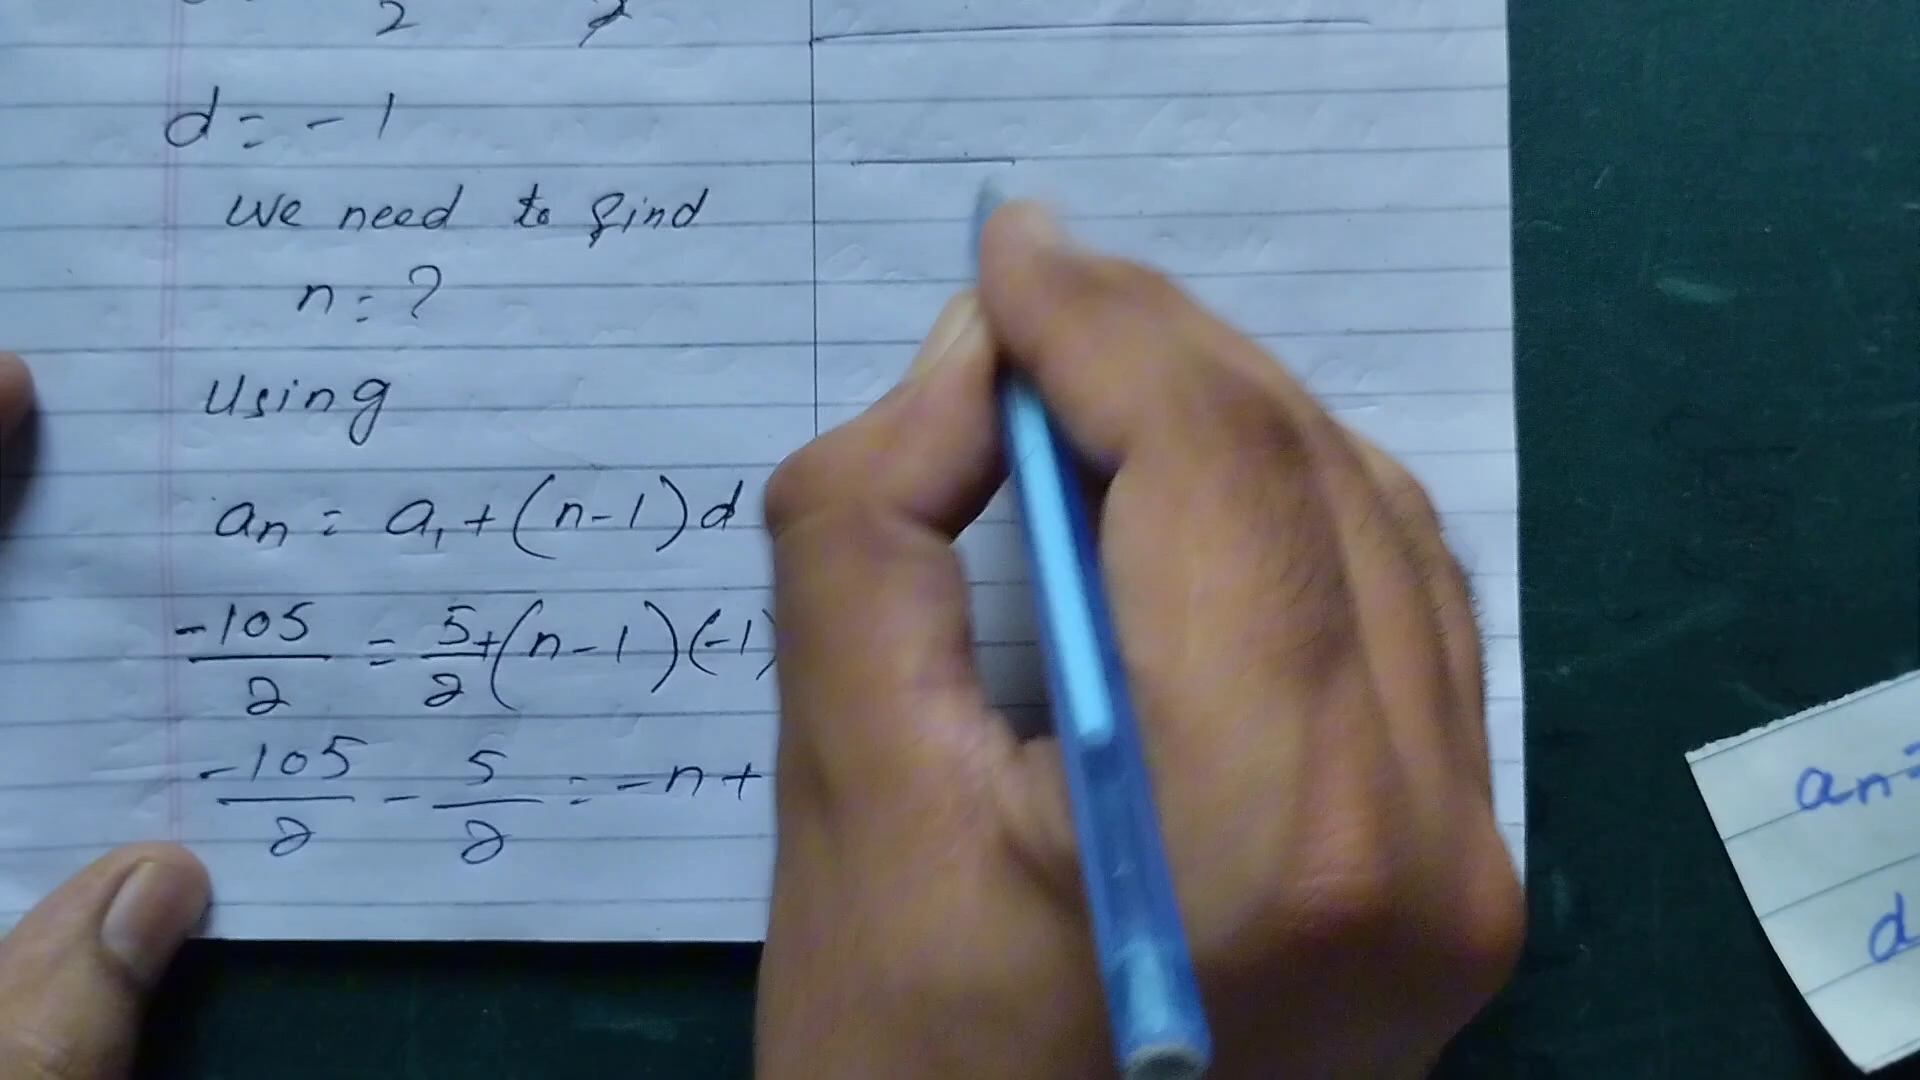 2 2
d = - 1
we need to find
n = ?
Using
an = a1 + (n-1)d
-105/2 = 5/2 + (n-1)(-1)
-105/2 - 5/2 = -n+
an =
d